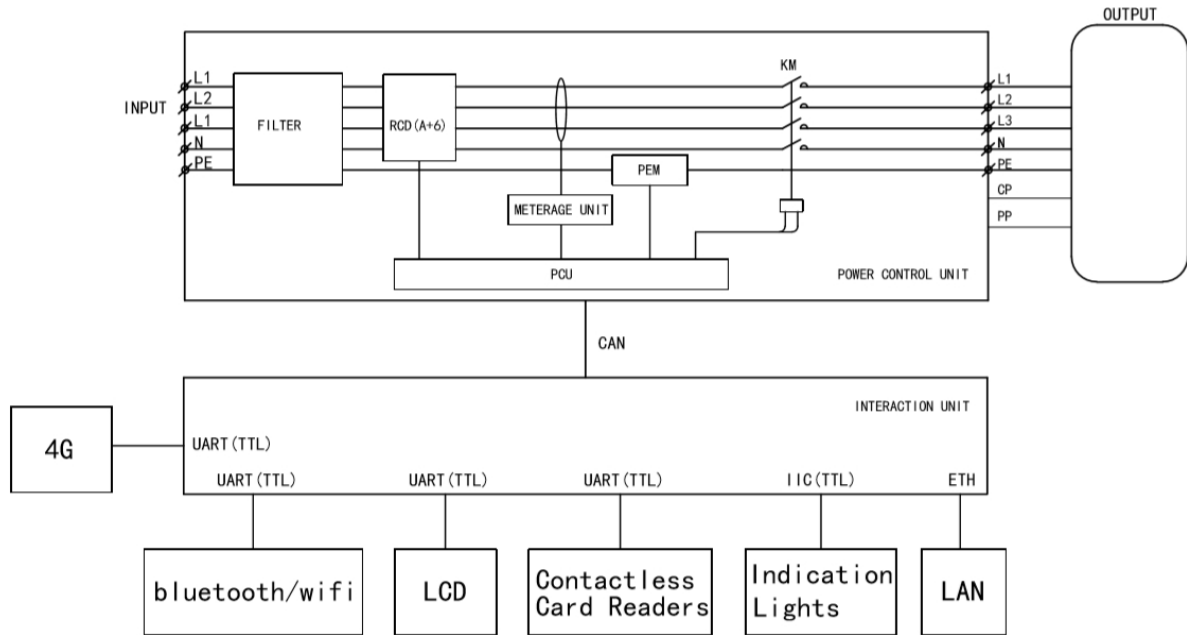 OUTPUT
INPUT
L1
L2
L1
N
PE
FILTER
RCD(A+6)
KM
L1
L2
L3
N
PE
CP
PP
PEM
METERAGE UNIT
PCU
POWER CONTROL UNIT
CAN
INTERACTION UNIT
4G
UART(TTL)
UART(TTL)
UART(TTL)
UART(TTL)
IIC(TTL)
ETH
bluetooth/wifi
LCD
Contactless
Card Readers
Indication
Lights
LAN